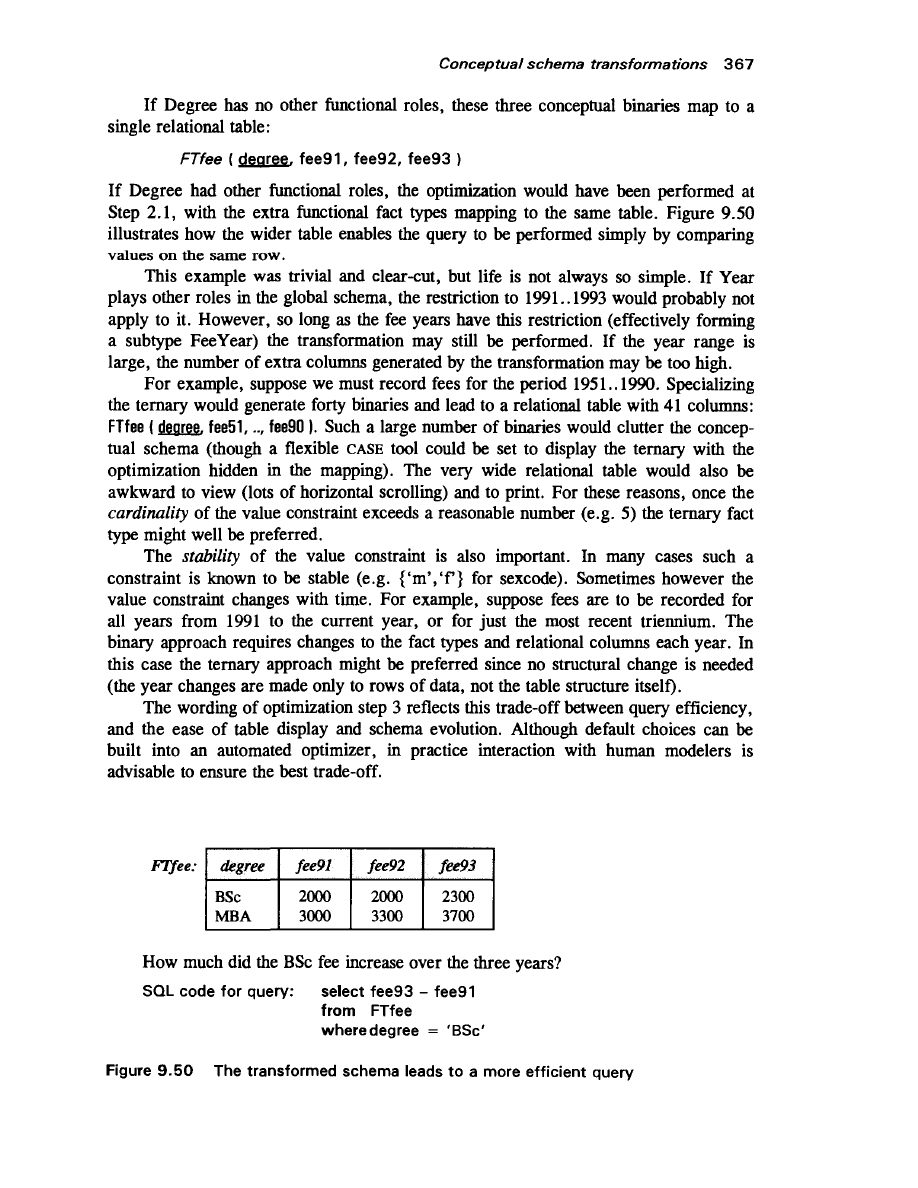 Conceptual schema transformations 367
If Degree has no other functional roles, these three conceptual binaries map to a
single relational table:
FTfee ( degree, fee91, fee92, fee93 )
If Degree had other functional roles, the optimization would have been performed at
Step 2.1, with the extra functional fact types mapping to the same table. Figure 9.50
illustrates how the wider table enables the query to be performed simply by comparing
values on the same row.
This example was trivial and clear-cut, but life is not always so simple. If Year
plays other roles in the global schema, the restriction to 1991..1993 would probably not
apply to it. However, so long as the fee years have this restriction (effectively forming
a subtype FeeYear) the transformation may still be performed. If the year range is
large, the number of extra columns generated by the transformation may be too high.
For example, suppose we must record fees for the period 1951..1990. Specializing
the ternary would generate forty binaries and lead to a relational table with 41 columns:
FTfee ( degree, fee51, .., fee90 ). Such a large number of binaries would clutter the concep-
tual schema (though a flexible CASE tool could be set to display the ternary with the
optimization hidden in the mapping). The very wide relational table would also be
awkward to view (lots of horizontal scrolling) and to print. For these reasons, once the
cardinality of the value constraint exceeds a reasonable number (e.g. 5) the ternary fact
type might well be preferred.
The stability of the value constraint is also important. In many cases such a
constraint is known to be stable (e.g. {'m','f'} for sexcode). Sometimes however the
value constraint changes with time. For example, suppose fees are to be recorded for
all years from 1991 to the current year, or for just the most recent triennium. The
binary approach requires changes to the fact types and relational columns each year. In
this case the ternary approach might be preferred since no structural change is needed
(the year changes are made only to rows of data, not the table structure itself).
The wording of optimization step 3 reflects this trade-off between query efficiency,
and the ease of table display and schema evolution. Although default choices can be
built into an automated optimizer, in practice interaction with human modelers is
advisable to ensure the best trade-off.
FTfee: degree fee91 fee92 fee93
BSc 2000 2000 2300
MBA 3000 3300 3700
How much did the BSc fee increase over the three years?
SQL code for query: select fee93 – fee91
from FTfee
where degree = 'BSc'
Figure 9.50 The transformed schema leads to a more efficient query